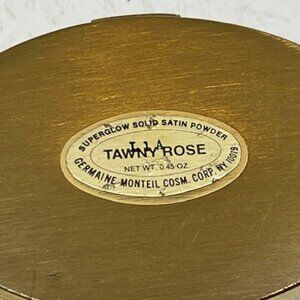 SUPERGLOW SOLID SATIN POWDER
TAWNY ROSE
NET WT. 0.45 OZ.
GERMAINE MONTEIL COSM. CORP. NY. 10019